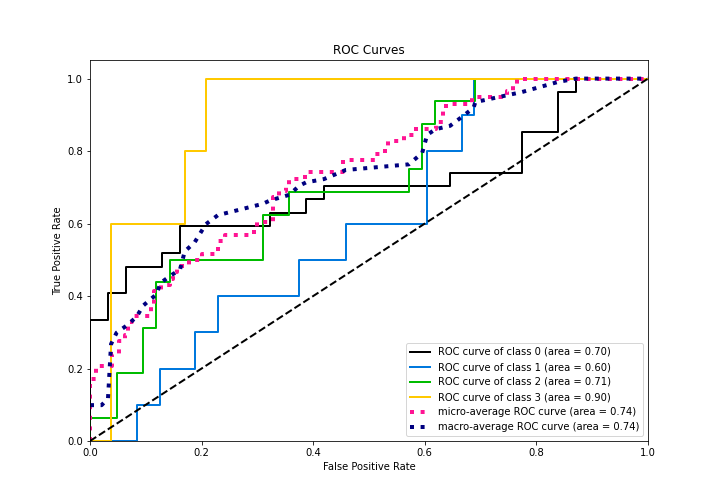 ROC Curves
True Positive Rate
1.0
0.8
0.6
0.4
0.2
0.0
ROC curve of class 0 (area = 0.70)
ROC curve of class 1 (area = 0.60)
ROC curve of class 2 (area = 0.71)
ROC curve of class 3 (area = 0.90)
micro-average ROC curve (area = 0.74)
macro-average ROC curve (area = 0.74)
0.0 0.2 0.4 0.6 0.8 1.0
False Positive Rate